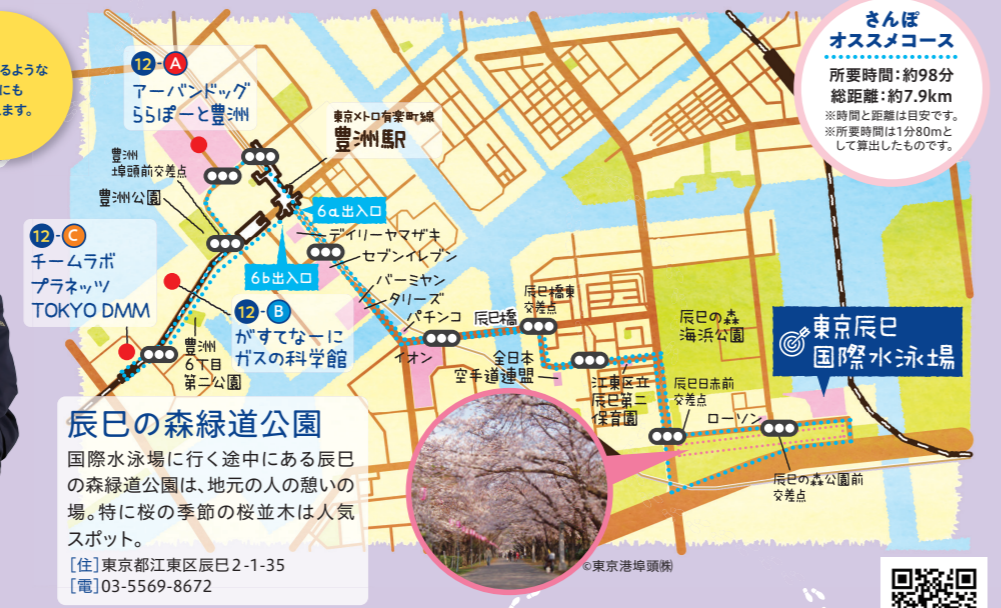 るような
にも
ます。
さんぽ
オススメコース
所要時間：約98分
総距離：約7.9km
※時間と距離は目安です。
※所要時間は1分80mと
して算出したものです。
12-A
アーバンドッグ
ららぽーと豊洲
東京メトロ有楽町線
豊洲駅
豊洲
埠頭前交差点
豊洲公園
6a出入口
デイリーヤマザキ
セブンイレブン
12-C
チームラボ
プラネッツ
TOKYO DMM
6b出入口
バーミヤン
タリーズ
パチンコ
12-B
がすてなーに
ガスの科学館
辰巳橋
辰巳橋東
交差点
辰巳の森
海浜公園
東京辰巳
国際水泳場
豊洲
6丁目
第二公園
イオン
全日本
空手道連盟
江東区立
辰巳第二
保育園
辰巳日赤前
交差点
ローソン
辰巳の森公園前
交差点
辰巳の森緑道公園
国際水泳場に行く途中にある辰巳
の森緑道公園は、地元の人の憩いの
場。特に桜の季節の桜並木は人気
スポット。
［住］東京都江東区辰巳2-1-35
［電］03-5569-8672
©東京港埠頭㈱